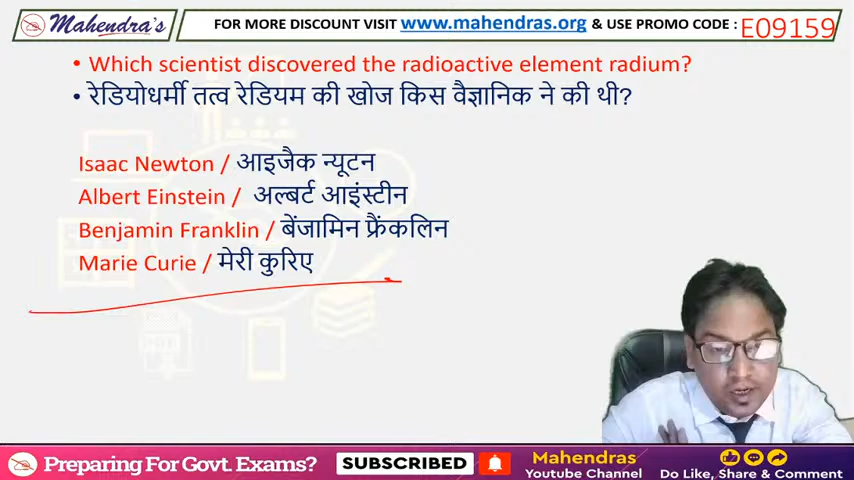 Mahendra's
FOR MORE DISCOUNT VISIT www.mahendras.org & USE PROMO CODE : E09159
• Which scientist discovered the radioactive element radium?
• रेडियोधर्मी तत्व रेडियम की खोज किस वैज्ञानिक ने की थी?
Isaac Newton / आइजैक न्यूटन
Albert Einstein / अल्बर्ट आइंस्टीन
Benjamin Franklin / बेंजामिन फ्रैंकलिन
Marie Curie / मेरी कुरिए
Preparing For Govt. Exams?
SUBSCRIBED
Mahendras
Youtube Channel
Do Like, Share & Comment